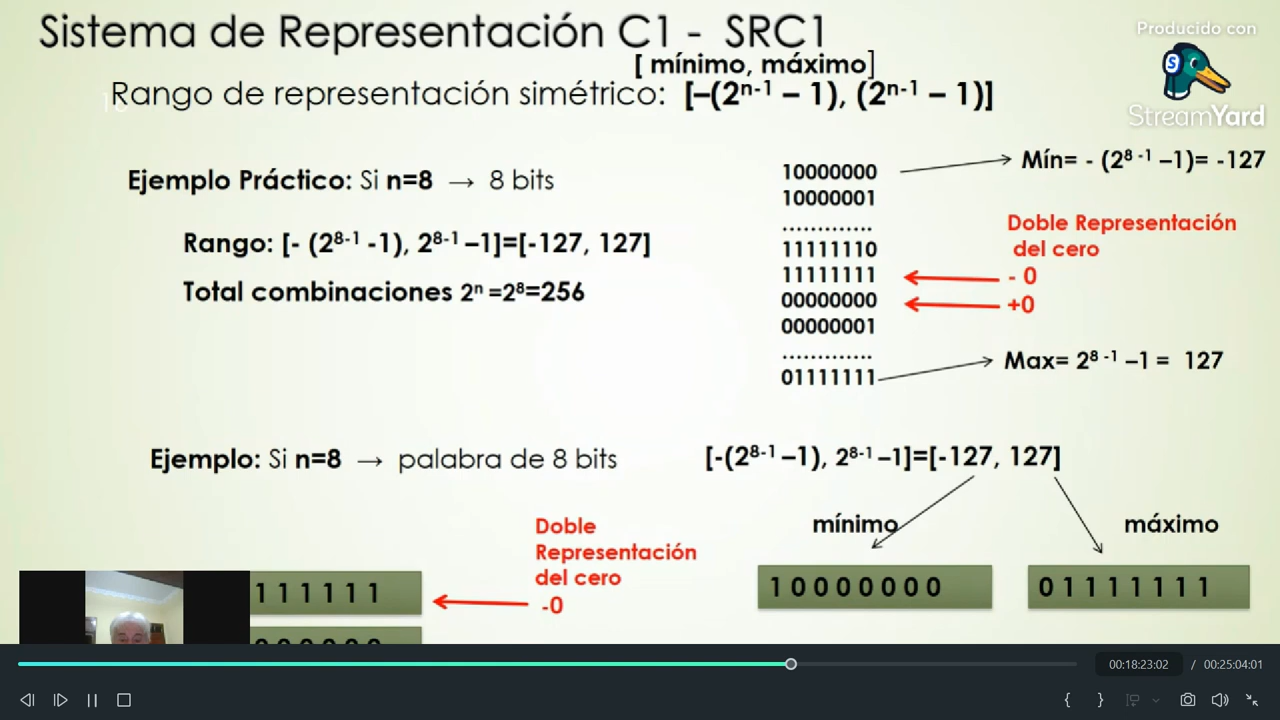 Sistema de Representación C1 - SRC1
Producido con
StreamYard
[ mínimo, máximo]
Rango de representación simétrico: [–(2ⁿ⁻¹ – 1), (2ⁿ⁻¹ – 1)]
Ejemplo Práctico: Si n=8 → 8 bits
Rango: [- (2⁸⁻¹ -1), 2⁸⁻¹ –1]=[-127, 127]
Total combinaciones 2ⁿ =2⁸=256
10000000
10000001
.............
11111110
11111111
00000000
00000001
.............
01111111
Mín= - (2⁸ ⁻¹ –1)= -127
Doble Representación
del cero
- 0
+0
Max= 2⁸ ⁻¹ –1 = 127
Ejemplo: Si n=8 → palabra de 8 bits
[-(2⁸⁻¹ –1), 2⁸⁻¹ –1]=[-127, 127]
mínimo
máximo
Doble
Representación
del cero
-0
1 1 1 1 1 1
1 0 0 0 0 0 0 0
0 1 1 1 1 1 1 1
00:18:23:02 / 00:25:04:01